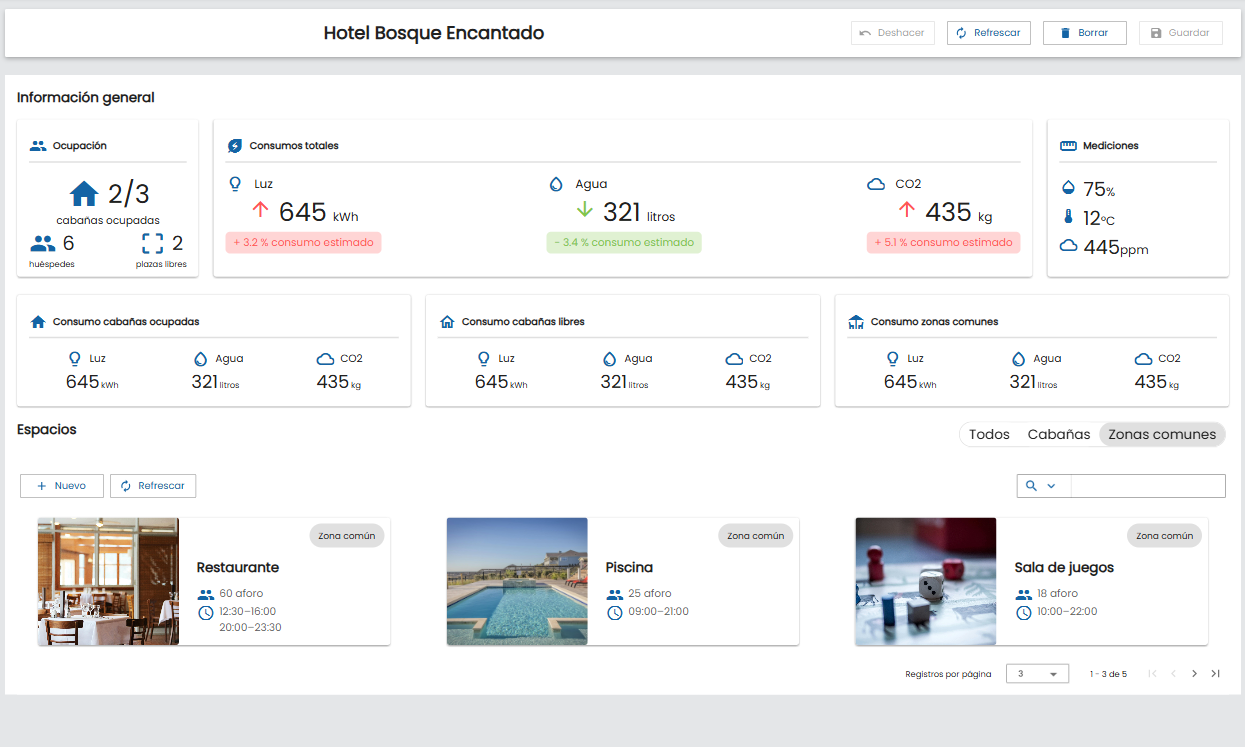 Hotel Bosque Encantado
Deshacer
Refrescar
Borrar
Guardar
Información general
Ocupación
2/3
cabañas ocupadas
6
huéspedes
2
plazas libres
Consumos totales
Luz
645 kWh
+ 3.2 % consumo estimado
Agua
321 litros
- 3.4 % consumo estimado
CO2
435 kg
+ 5.1 % consumo estimado
Mediciones
75%
12ºC
445ppm
Consumo cabañas ocupadas
Luz
645 kWh
Agua
321 litros
CO2
435 kg
Consumo cabañas libres
Luz
645 kWh
Agua
321 litros
CO2
435 kg
Consumo zonas comunes
Luz
645 kWh
Agua
321 litros
CO2
435 kg
Espacios
Todos
Cabañas
Zonas comunes
+ Nuevo
Refrescar
Zona común
Restaurante
60 aforo
12:30–16:00
20:00–23:30
Zona común
Piscina
25 aforo
09:00–21:00
Zona común
Sala de juegos
18 aforo
10:00–22:00
Registros por página
3
1 - 3 de 5